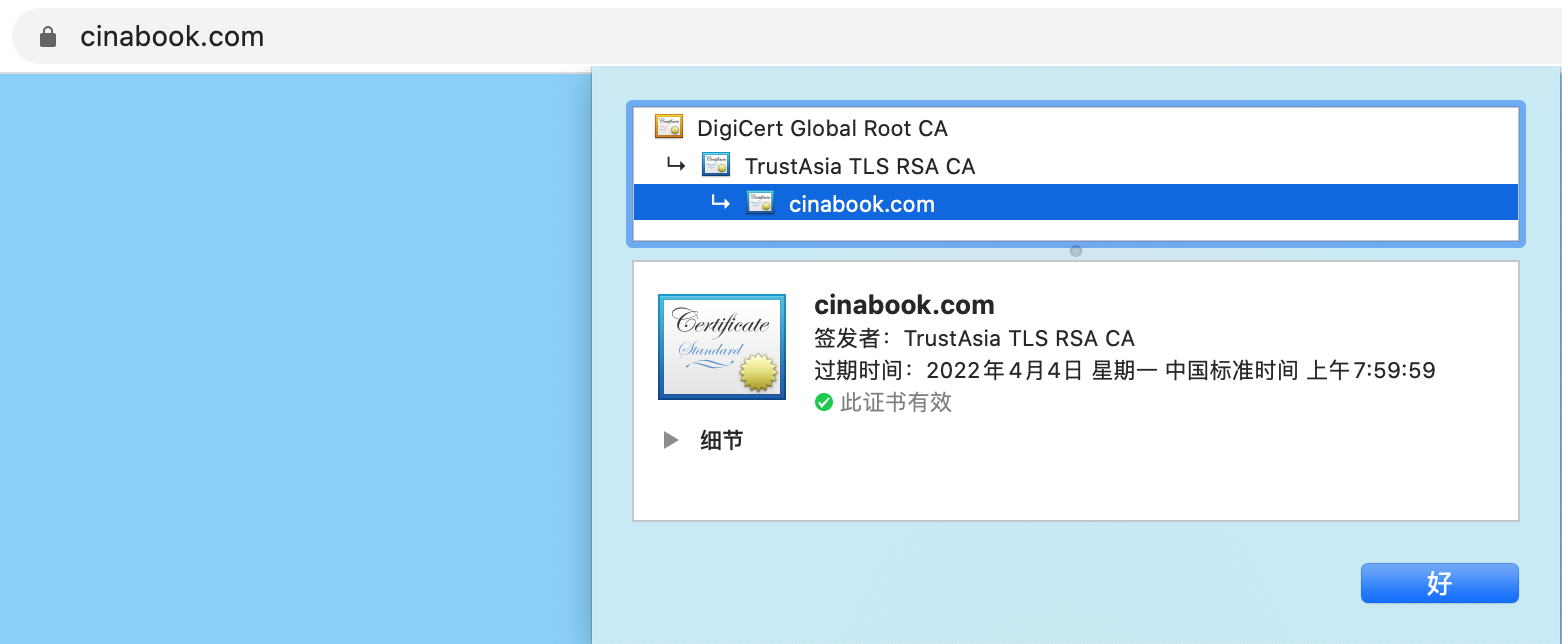 cinabook.com
DigiCert Global Root CA
TrustAsia TLS RSA CA
cinabook.com
Certificate
Standard
cinabook.com
签发者：TrustAsia TLS RSA CA
过期时间：2022年4月4日 星期一 中国标准时间 上午7:59:59
此证书有效
细节
好